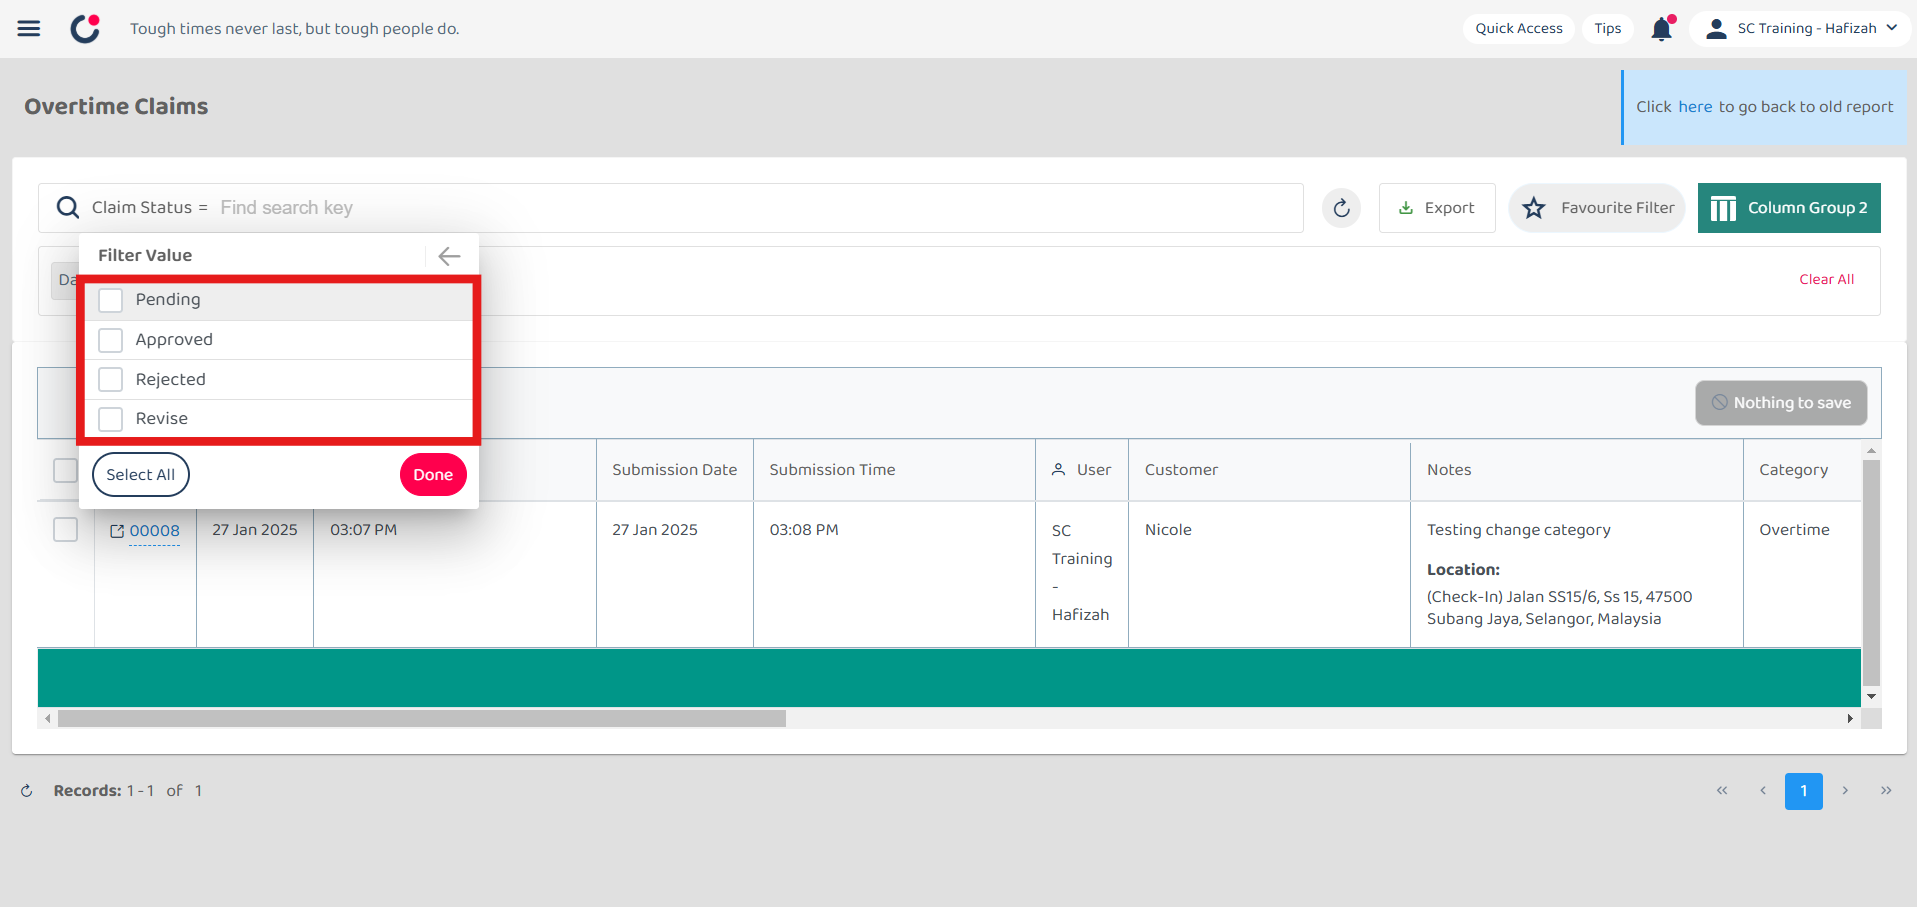 Tough times never last, but tough people do.
Quick Access
Tips
SC Training - Hafizah
Overtime Claims
Click here to go back to old report
Claim Status = Find search key
Export
Favourite Filter
Column Group 2
Filter Value
Clear All
Pending
Approved
Rejected
Revise
Nothing to save
Select All
Done
Submission Date
Submission Time
User
Customer
Notes
Category
00008
27 Jan 2025
03:07 PM
27 Jan 2025
03:08 PM
SC
Training
-
Hafizah
Nicole
Testing change category
Location:
(Check-In) Jalan SS15/6, Ss 15, 47500
Subang Jaya, Selangor, Malaysia
Overtime
Records: 1 - 1 of 1
« ‹ 1 › »